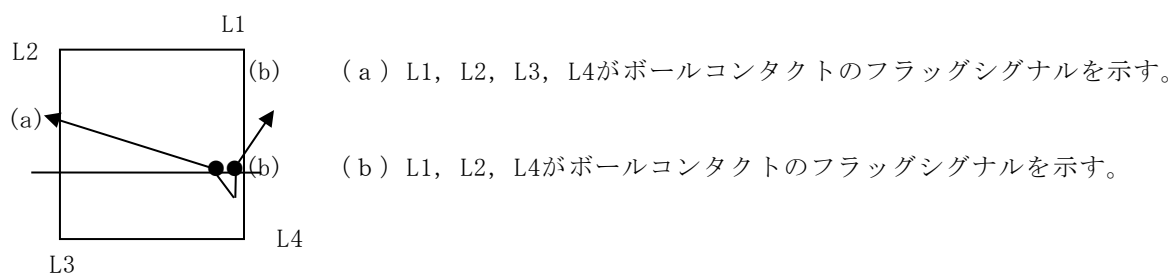 L1
L2
(b) (a) L1, L2, L3, L4がボールコンタクトのフラッグシグナルを示す。
(a)
(b) (b) L1, L2, L4がボールコンタクトのフラッグシグナルを示す。
L4
L3